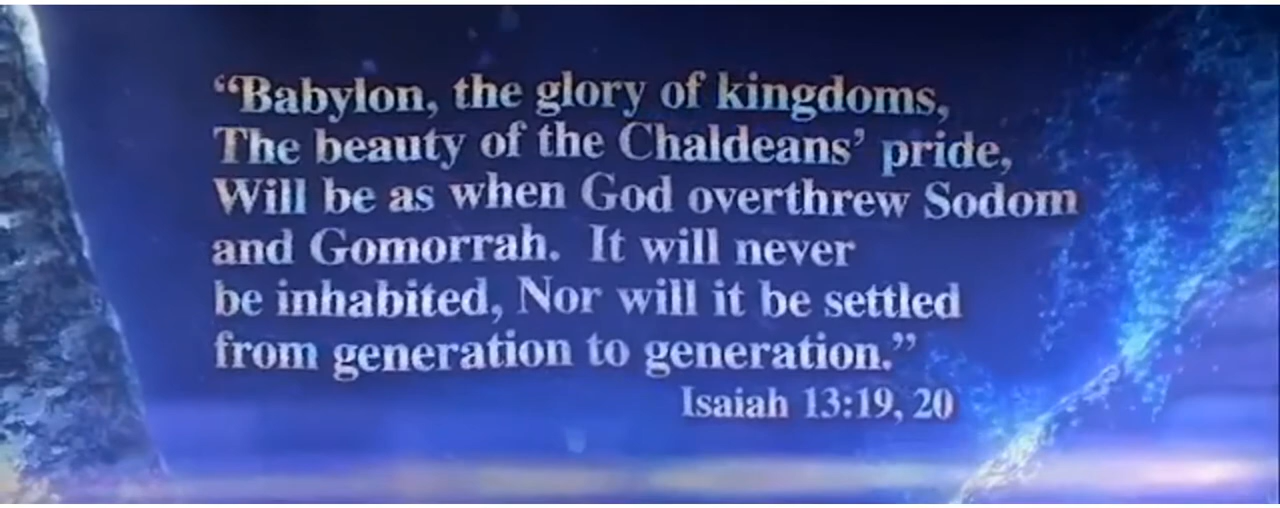 “Babylon, the glory of kingdoms,
The beauty of the Chaldeans’ pride,
Will be as when God overthrew Sodom
and Gomorrah.  It will never
be inhabited, Nor will it be settled
from generation to generation.”
Isaiah 13:19, 20